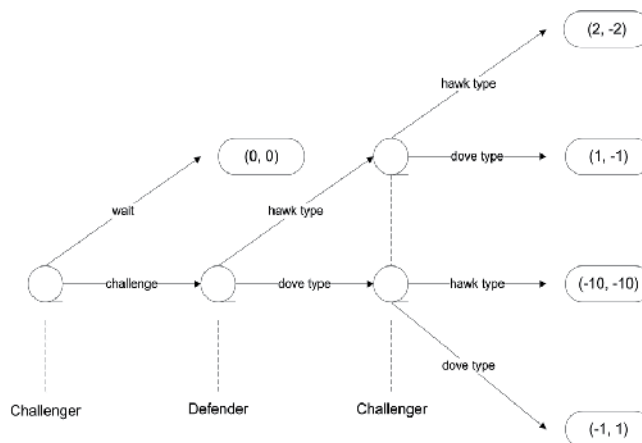 (2, -2)
hawk type
(0, 0)
dove type
(1, -1)
wait
hawk type
challenge
dove type
hawk type
(-10, -10)
dove type
Challenger
Defender
Challenger
(-1, 1)